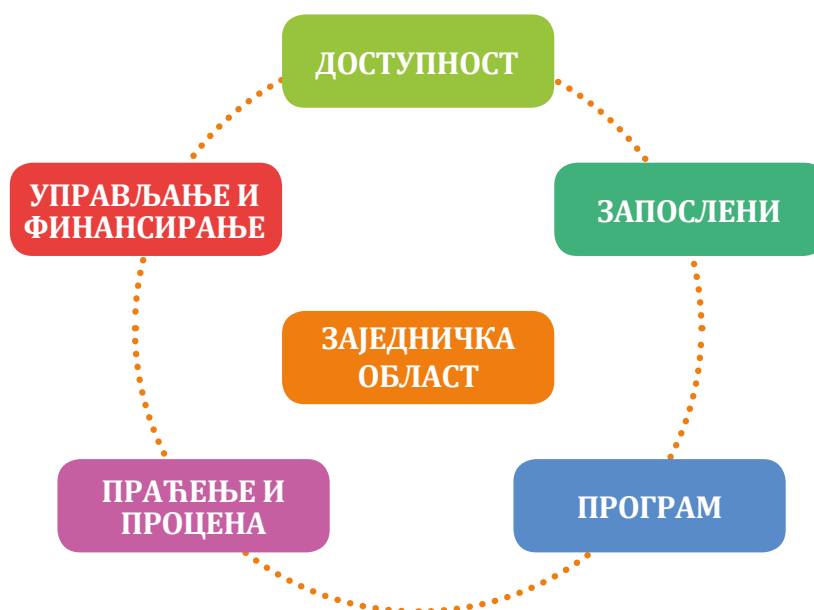 ДОСТУПНОСТ
УПРАВЉАЊЕ И
ФИНАНСИРАЊЕ
ЗАПОСЛЕНИ
ЗАЈЕДНИЧКА
ОБЛАСТ
ПРАЋЕЊЕ И
ПРОЦЕНА
ПРОГРАМ